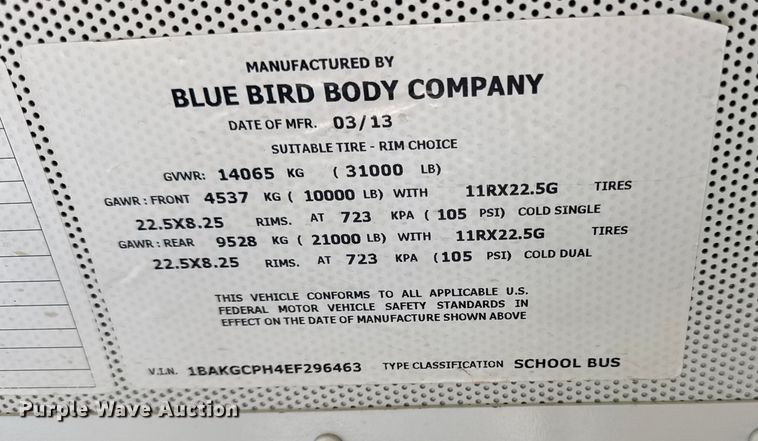 MANUFACTURED BY
BLUE BIRD BODY COMPANY
DATE OF MFR. 03/13
SUITABLE TIRE - RIM CHOICE
GVWR: 14065 KG ( 31000 LB)
GAWR : FRONT 4537 KG ( 10000 LB) WITH 11RX22.5G TIRES
22.5X8.25 RIMS. AT 723 KPA ( 105 PSI) COLD SINGLE
GAWR : REAR 9528 KG ( 21000 LB) WITH 11RX22.5G TIRES
22.5X8.25 RIMS. AT 723 KPA (105 PSI) COLD DUAL
THIS VEHICLE CONFORMS TO ALL APPLICABLE U.S.
FEDERAL MOTOR VEHICLE SAFETY STANDARDS IN
EFFECT ON THE DATE OF MANUFACTURE SHOWN ABOVE
V.I.N. 1BAKGCPH4EF296463 TYPE CLASSIFICATION SCHOOL BUS
Purple Wave Auction